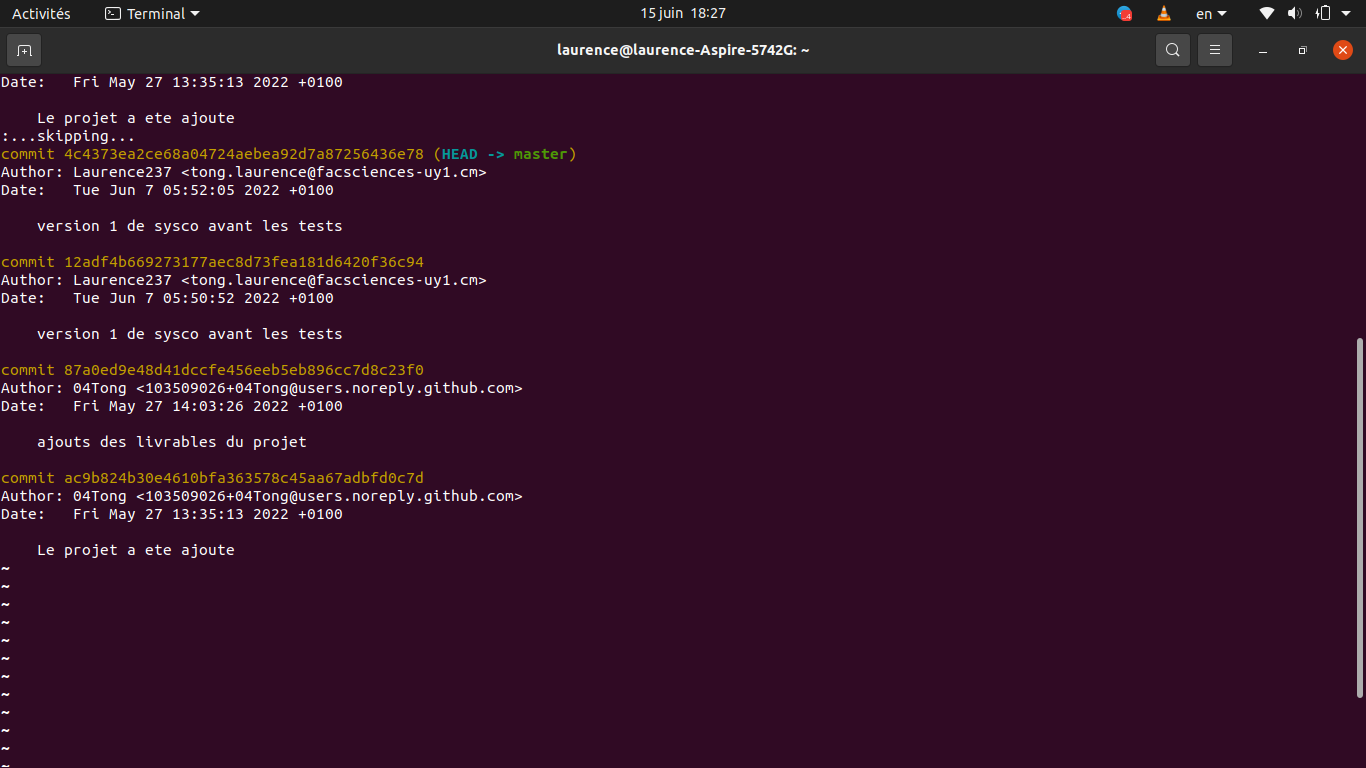 Activités Terminal 15 juin 18:27 en
laurence@laurence-Aspire-5742G: ~
Date:   Fri May 27 13:35:13 2022 +0100
    Le projet a ete ajoute
:...skipping...
commit 4c4373ea2ce68a04724aebea92d7a87256436e78 (HEAD -> master)
Author: Laurence237 <tong.laurence@facsciences-uy1.cm>
Date:   Tue Jun 7 05:52:05 2022 +0100
    version 1 de sysco avant les tests
commit 12adf4b669273177aec8d73fea181d6420f36c94
Author: Laurence237 <tong.laurence@facsciences-uy1.cm>
Date:   Tue Jun 7 05:50:52 2022 +0100
    version 1 de sysco avant les tests
commit 87a0ed9e48d41dccfe456eeb5eb896cc7d8c23f0
Author: 04Tong <103509026+04Tong@users.noreply.github.com>
Date:   Fri May 27 14:03:26 2022 +0100
    ajouts des livrables du projet
commit ac9b824b30e4610bfa363578c45aa67adbfd0c7d
Author: 04Tong <103509026+04Tong@users.noreply.github.com>
Date:   Fri May 27 13:35:13 2022 +0100
    Le projet a ete ajoute
~
~
~
~
~
~
~
~
~
~
~
~